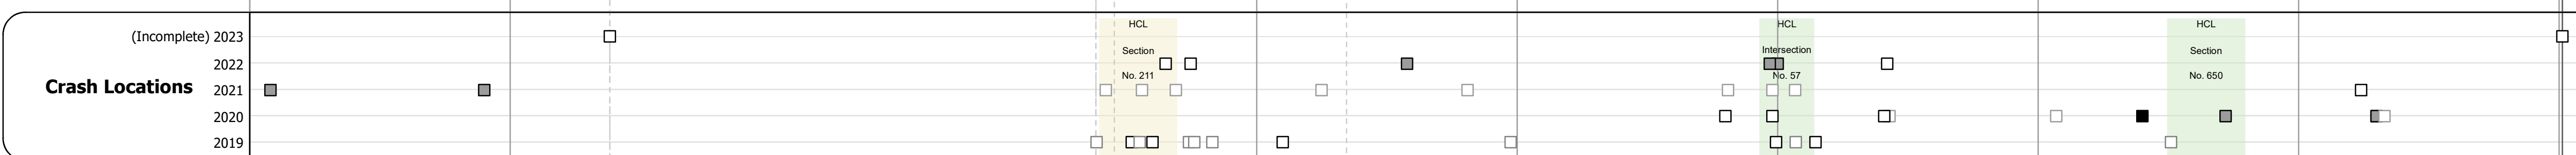 Crash Locations
(Incomplete) 2023
2022
2021
2020
2019
HCL
Section
No. 211
HCL
Intersection
No. 57
HCL
Section
No. 650